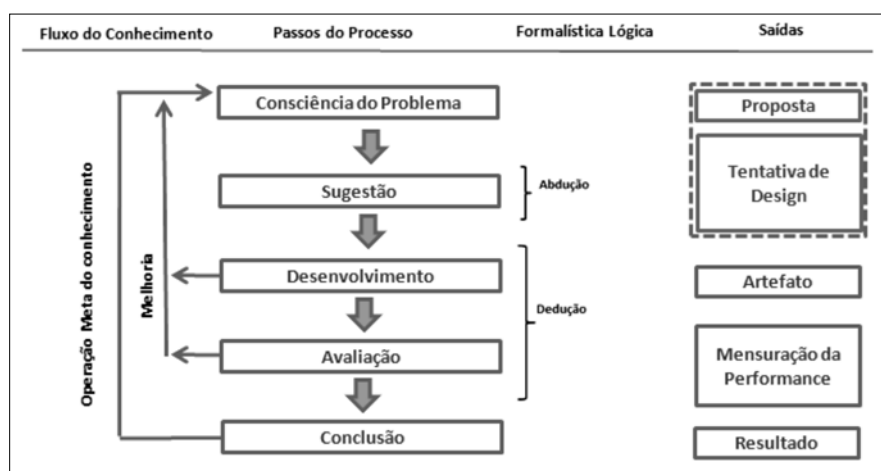 Fluxo do Conhecimento Passos do Processo Formalística Lógica Saídas
Consciência do Problema
Proposta
Sugestão
Abdução
Tentativa de
Design
Desenvolvimento
Artefato
Dedução
Avaliação
Mensuração da
Performance
Conclusão
Resultado
Operação Meta do conhecimento
Melhoria